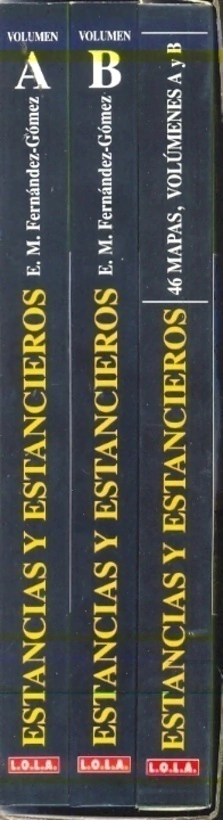 VOLUMEN
A
E. M. Fernández-Gómez
ESTANCIAS Y ESTANCIEROS
L.O.L.A.
VOLUMEN
B
E. M. Fernández-Gómez
ESTANCIAS Y ESTANCIEROS
L.O.L.A.
46 MAPAS, VOLÚMENES A y B
ESTANCIAS Y ESTANCIEROS
L.O.L.A.